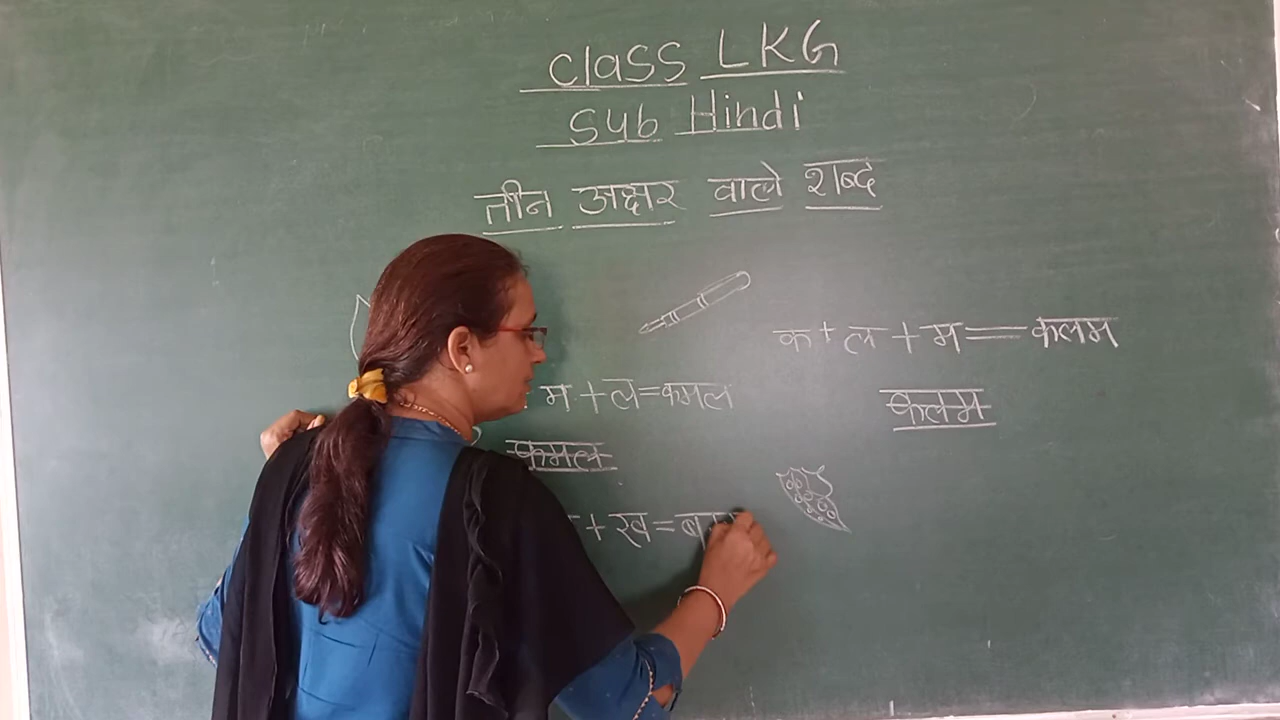 Class LKG
Sub Hindi
तीन अक्षर वाले शब्द
क + ल + म = कलम
म + ल = कमल
कलम
कमल
+ ख =